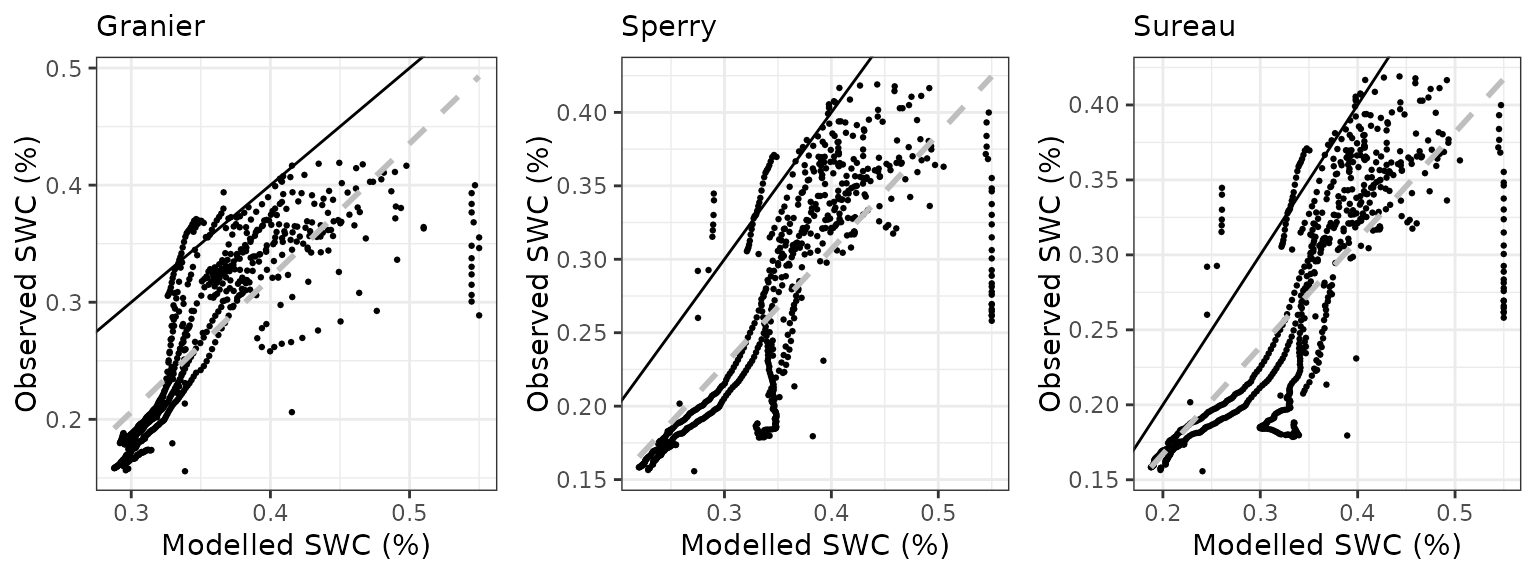 Granier
Observed SWC (%)
0.5
0.4
0.3
0.2
0.3 0.4 0.5
Modelled SWC (%)
Sperry
Observed SWC (%)
0.40
0.35
0.30
0.25
0.20
0.15
0.3 0.4 0.5
Modelled SWC (%)
Sureau
Observed SWC (%)
0.40
0.35
0.30
0.25
0.20
0.15
0.2 0.3 0.4 0.5
Modelled SWC (%)